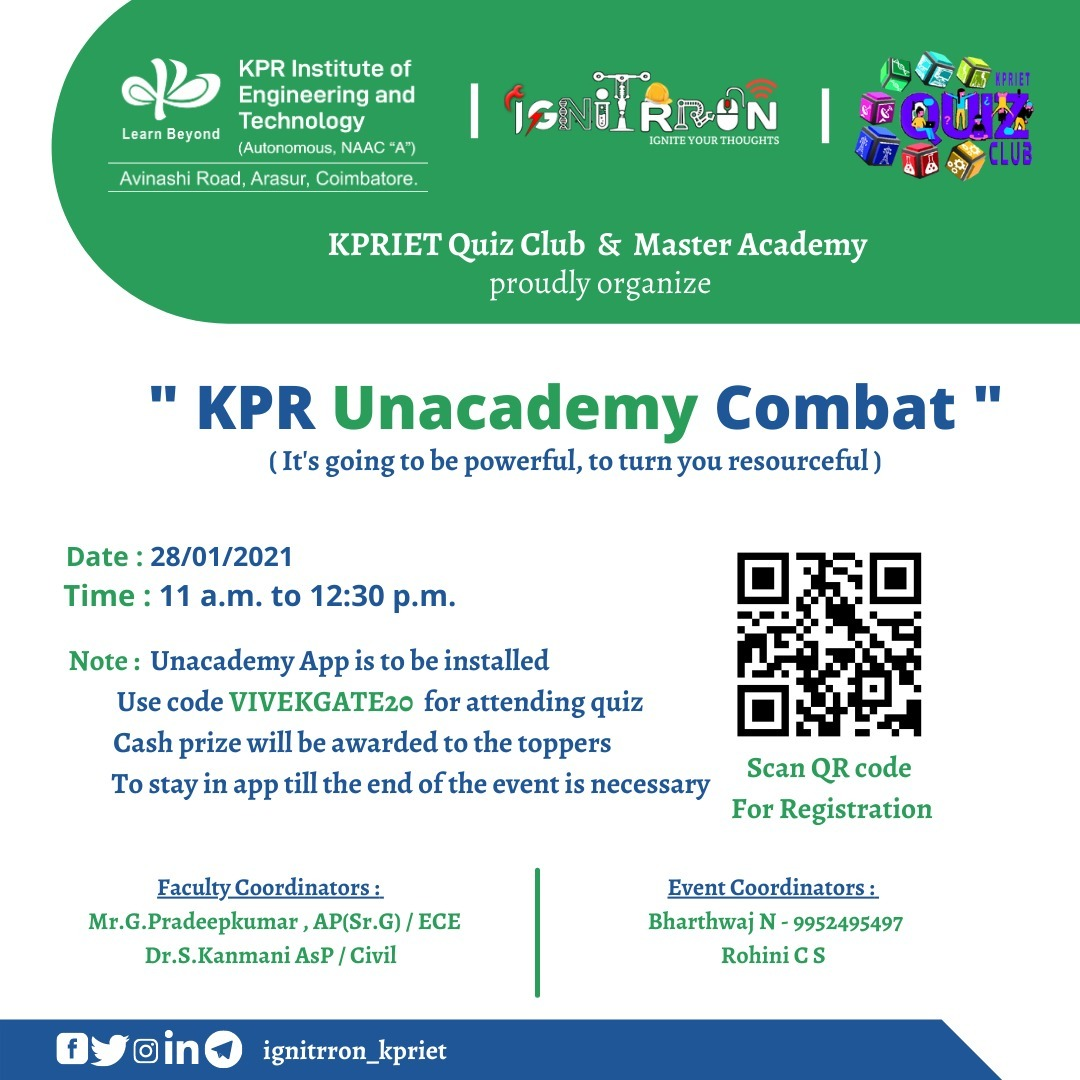 KPR Institute of
Engineering and
Technology
(Autonomous, NAAC “A”)
Learn Beyond
Avinashi Road, Arasur, Coimbatore.
IGNITRRON
IGNITE YOUR THOUGHTS
KPRIET
QUIZ
CLUB
KPRIET Quiz Club & Master Academy
proudly organize
" KPR Unacademy Combat "
( It's going to be powerful, to turn you resourceful )
Date : 28/01/2021
Time : 11 a.m. to 12:30 p.m.
Note : Unacademy App is to be installed
Use code VIVEKGATE20 for attending quiz
Cash prize will be awarded to the toppers
To stay in app till the end of the event is necessary
Scan QR code
For Registration
Faculty Coordinators :
Mr.G.Pradeepkumar , AP(Sr.G) / ECE
Dr.S.Kanmani AsP / Civil
Event Coordinators :
Bharthwaj N - 9952495497
Rohini C S
ignitrron_kpriet